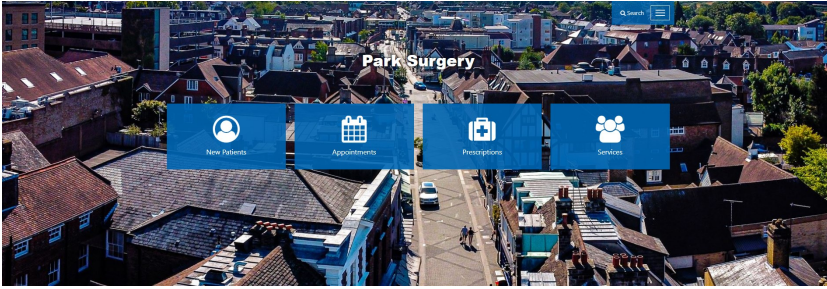 Search
Park Surgery
New Patients
Appointments
Prescriptions
Services